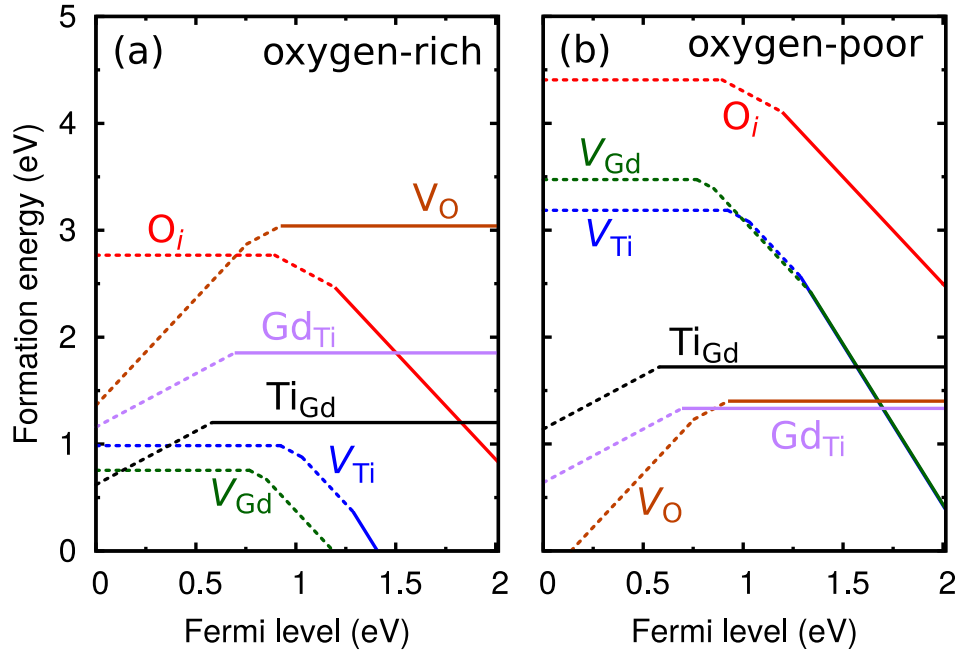 (a) oxygen-rich
Formation energy (eV)
5
4
3
2
1
0
V_O
O_i
Gd_Ti
Ti_Gd
V_Ti
V_Gd
0 0.5 1 1.5 2
Fermi level (eV)
(b) oxygen-poor
O_i
V_Gd
V_Ti
Ti_Gd
Gd_Ti
V_O
0 0.5 1 1.5 2
Fermi level (eV)